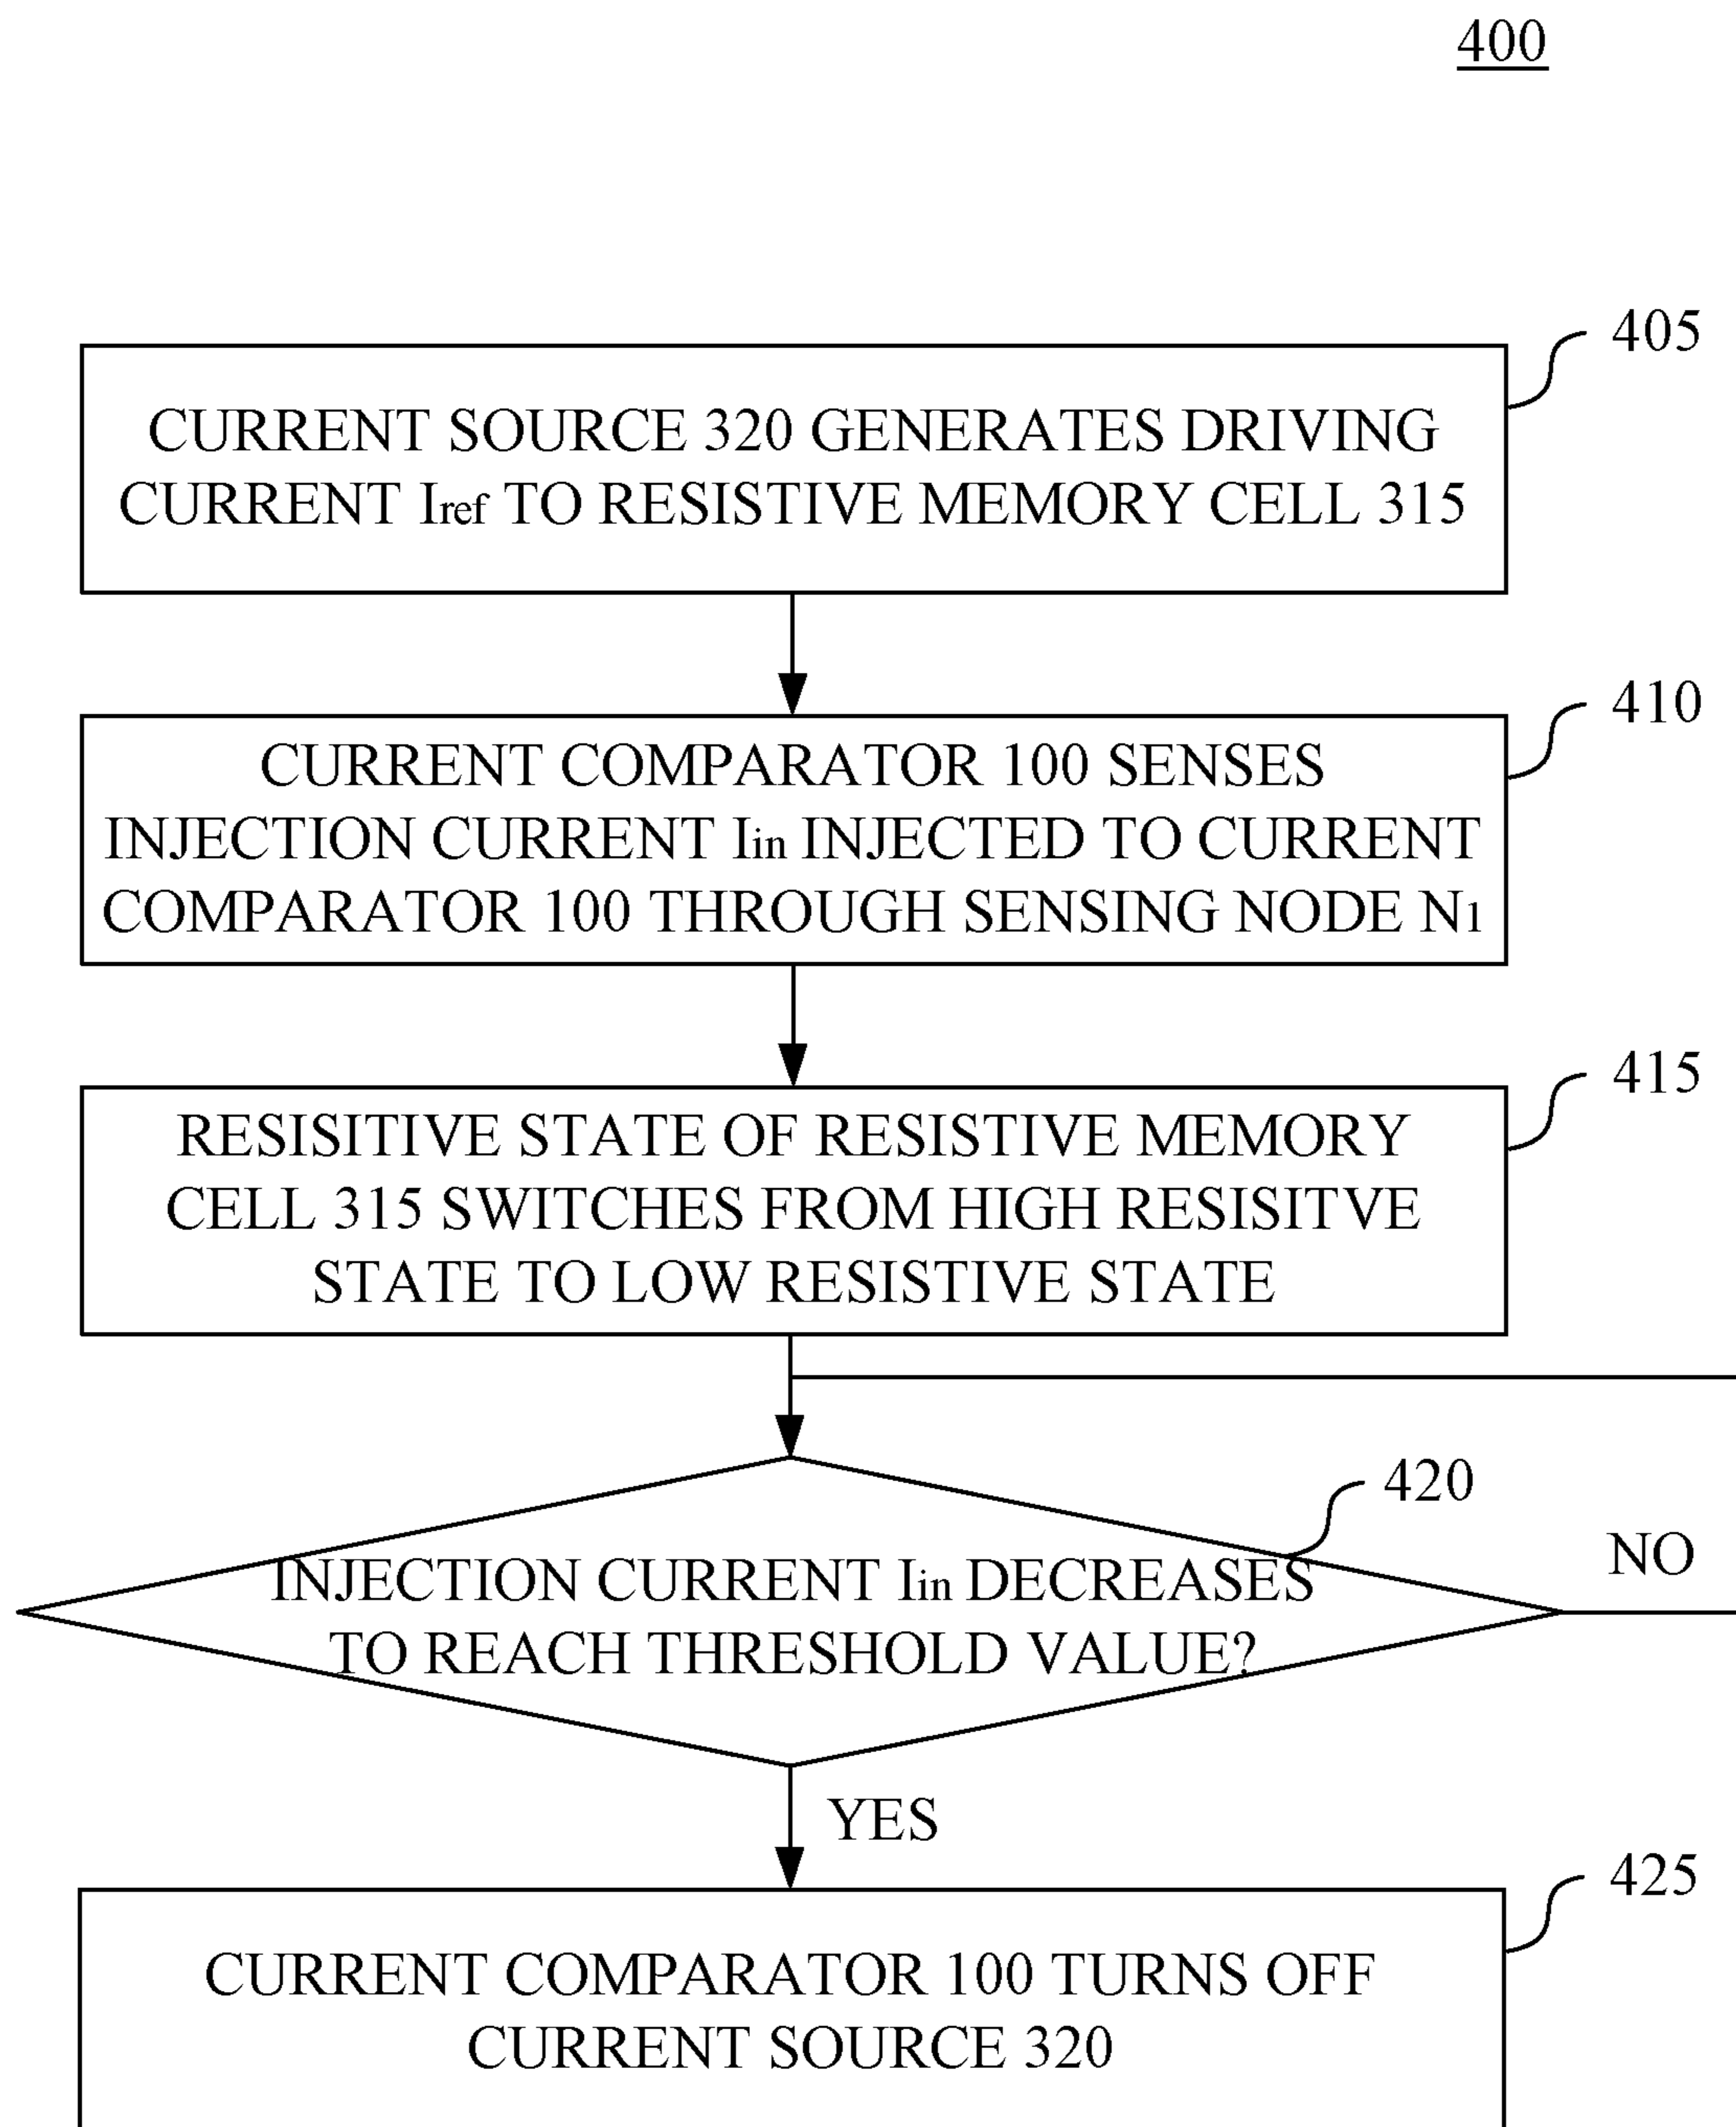 400
405
CURRENT SOURCE 320 GENERATES DRIVING
CURRENT Iref TO RESISTIVE MEMORY CELL 315
410
CURRENT COMPARATOR 100 SENSES
INJECTION CURRENT Iin INJECTED TO CURRENT
COMPARATOR 100 THROUGH SENSING NODE N1
415
RESISITIVE STATE OF RESISTIVE MEMORY
CELL 315 SWITCHES FROM HIGH RESISITVE
STATE TO LOW RESISTIVE STATE
420
INJECTION CURRENT Iin DECREASES
TO REACH THRESHOLD VALUE?
NO
YES
425
CURRENT COMPARATOR 100 TURNS OFF
CURRENT SOURCE 320